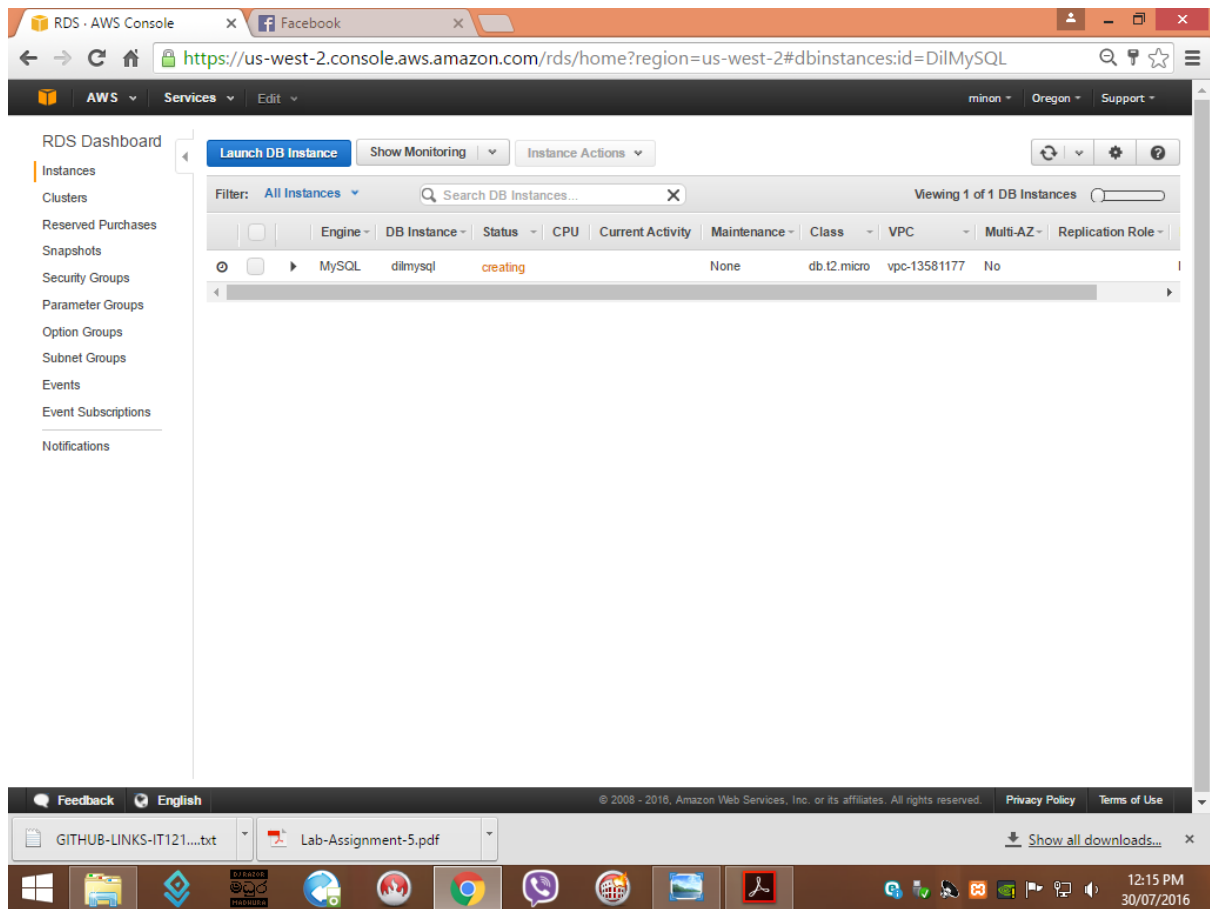 RDS · AWS Console
Facebook
https://us-west-2.console.aws.amazon.com/rds/home?region=us-west-2#dbinstances:id=DilMySQL
AWS Services Edit minon Oregon Support
RDS Dashboard
Instances
Clusters
Reserved Purchases
Snapshots
Security Groups
Parameter Groups
Option Groups
Subnet Groups
Events
Event Subscriptions
Notifications
Launch DB Instance Show Monitoring Instance Actions
Filter: All Instances Search DB Instances... Viewing 1 of 1 DB Instances
Engine DB Instance Status CPU Current Activity Maintenance Class VPC Multi-AZ Replication Role
MySQL dilmysql creating None db.t2.micro vpc-13581177 No
Feedback English © 2008 - 2016, Amazon Web Services, Inc. or its affiliates. All rights reserved. Privacy Policy Terms of Use
GITHUB-LINKS-IT121....txt Lab-Assignment-5.pdf Show all downloads...
මධුර
MADHURA
12:15 PM
30/07/2016